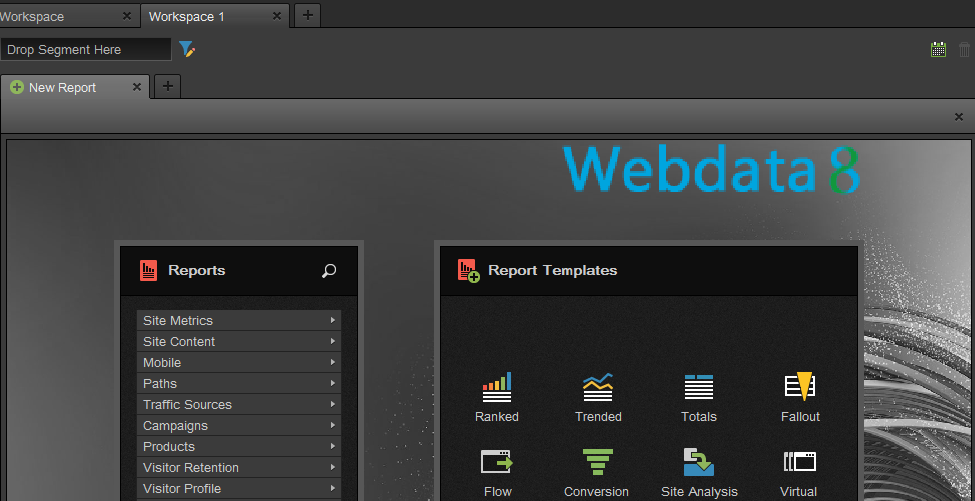 Workspace
Workspace 1
Drop Segment Here
New Report
Webdata 8
Reports
Site Metrics
Site Content
Mobile
Paths
Traffic Sources
Campaigns
Products
Visitor Retention
Visitor Profile
Report Templates
Ranked Trended Totals Fallout
Flow Conversion Site Analysis Virtual